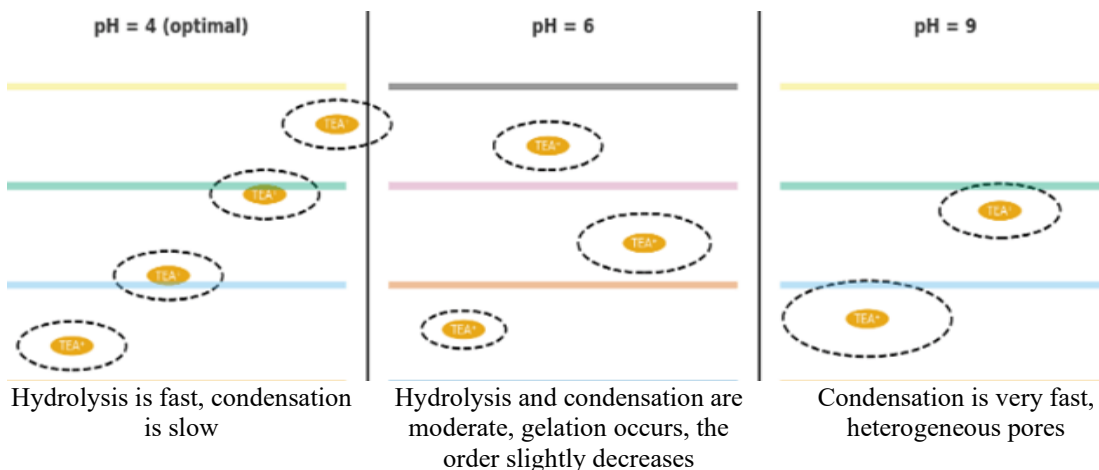 pH = 4 (optimal)
pH = 6
pH = 9
TEA⁺
TEA⁺
TEA⁺
TEA⁺
TEA⁺
TEA⁺
TEA⁺
TEA⁺
TEA⁺
Hydrolysis is fast, condensation
is slow
Hydrolysis and condensation are
moderate, gelation occurs, the
order slightly decreases
Condensation is very fast,
heterogeneous pores